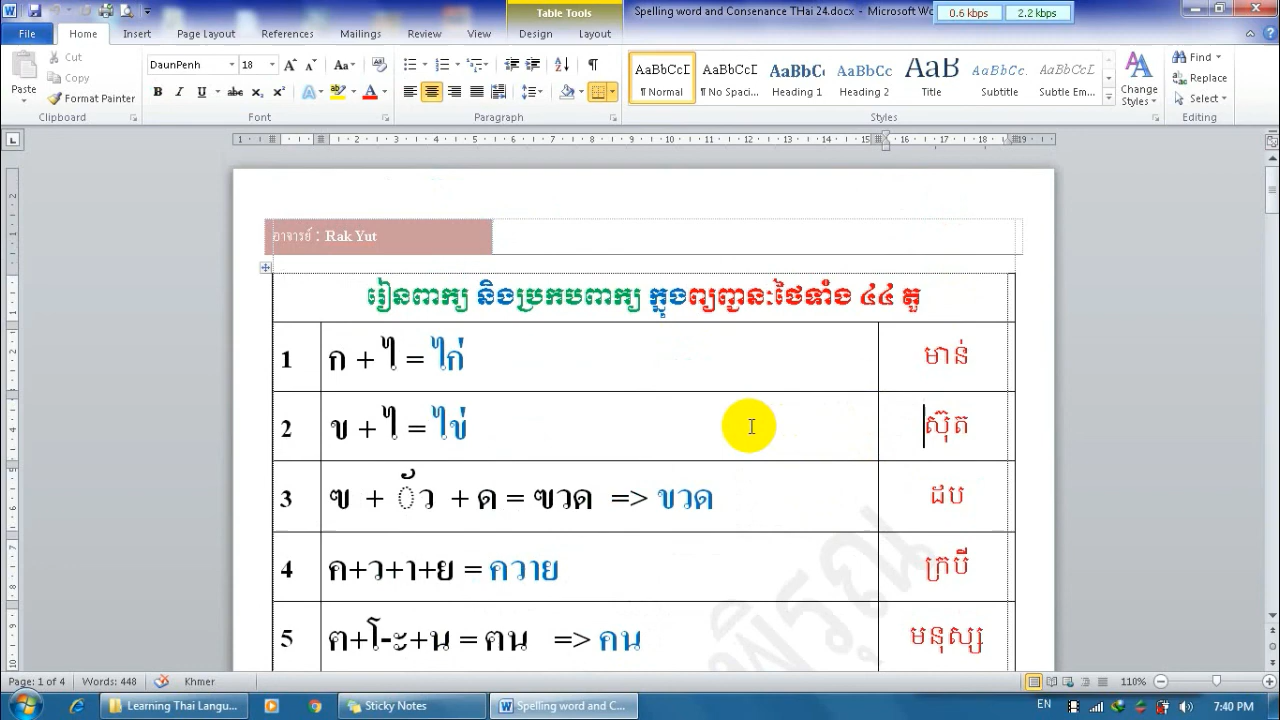 Table Tools
Spelling word and Consenance THai 24.docx - Microsoft Wo
0.6 kbps 2.2 kbps
File Home Insert Page Layout References Mailings Review View Design Layout
Paste
Cut
Copy
Format Painter
DaunPenh 18
AaBbCcI AaBbCcI AaBbC AaBbCc AaB AaBbCc. AaBbCc.
¶ Normal ¶ No Spaci... Heading 1 Heading 2 Title Subtitle Subtle Em...
Change Styles
Find
Replace
Select
Clipboard Font Paragraph Styles Editing
อาจารย์ : Rak Yut
រៀនពាក្យ និងប្រកបពាក្យ ក្នុងព្យញ្ជនៈថៃទាំង ៤៤ តួ
1 ก + ไ = ไก่ មាន់
2 ข + ไ = ไข่ ស៊ុត
3 ฃ + ัว + ด = ฃวด => ขวด ដប
4 ค+ว+า+ย = ควาย ក្របី
5 ฅ+โ-ะ+น = ฅน => คน មនុស្ស
Page: 1 of 4 Words: 448 Khmer 110%
Learning Thai Langu... Sticky Notes Spelling word and C... EN 7:40 PM